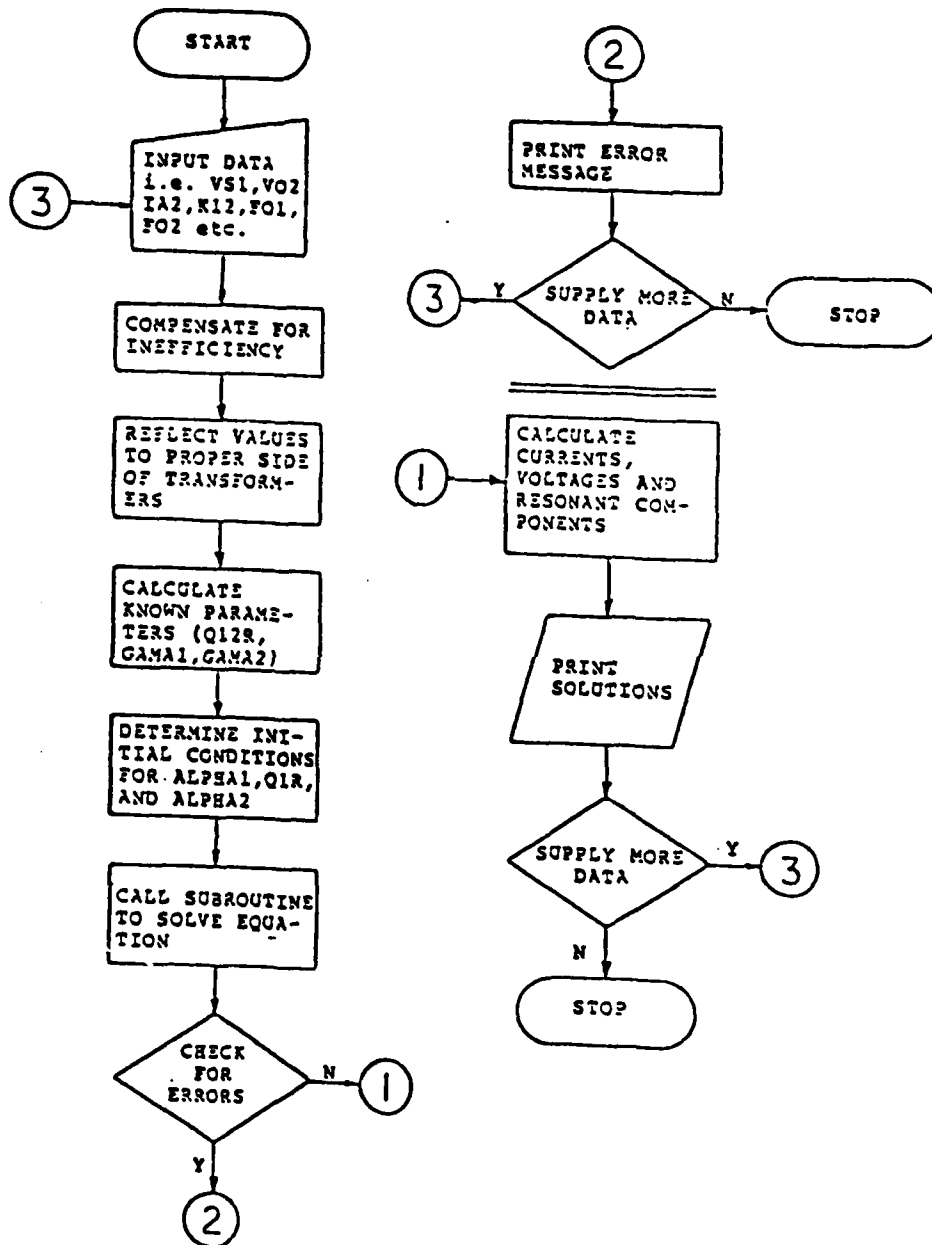 START
3
INPUT DATA
i.e. VS1,VO2
IA2,K12,FO1,
FO2 etc.
COMPENSATE FOR
INEFFICIENCY
REFLECT VALUES
TO PROPER SIDE
OF TRANSFORM-
ERS
CALCULATE
KNOWN PARAME-
TERS (Q12R,
GAMA1,GAMA2)
DETERMINE INI-
TIAL CONDITIONS
FOR ALPHA1,Q1R,
AND ALPHA2
CALL SUBROUTINE
TO SOLVE EQUA-
TION
CHECK
FOR
ERRORS
N
1
Y
2
2
PRINT ERROR
MESSAGE
SUPPLY MORE
DATA
Y
3
N
STOP
1
CALCULATE
CURRENTS,
VOLTAGES AND
RESONANT COM-
PONENTS
PRINT
SOLUTIONS
SUPPLY MORE
DATA
Y
3
N
STOP